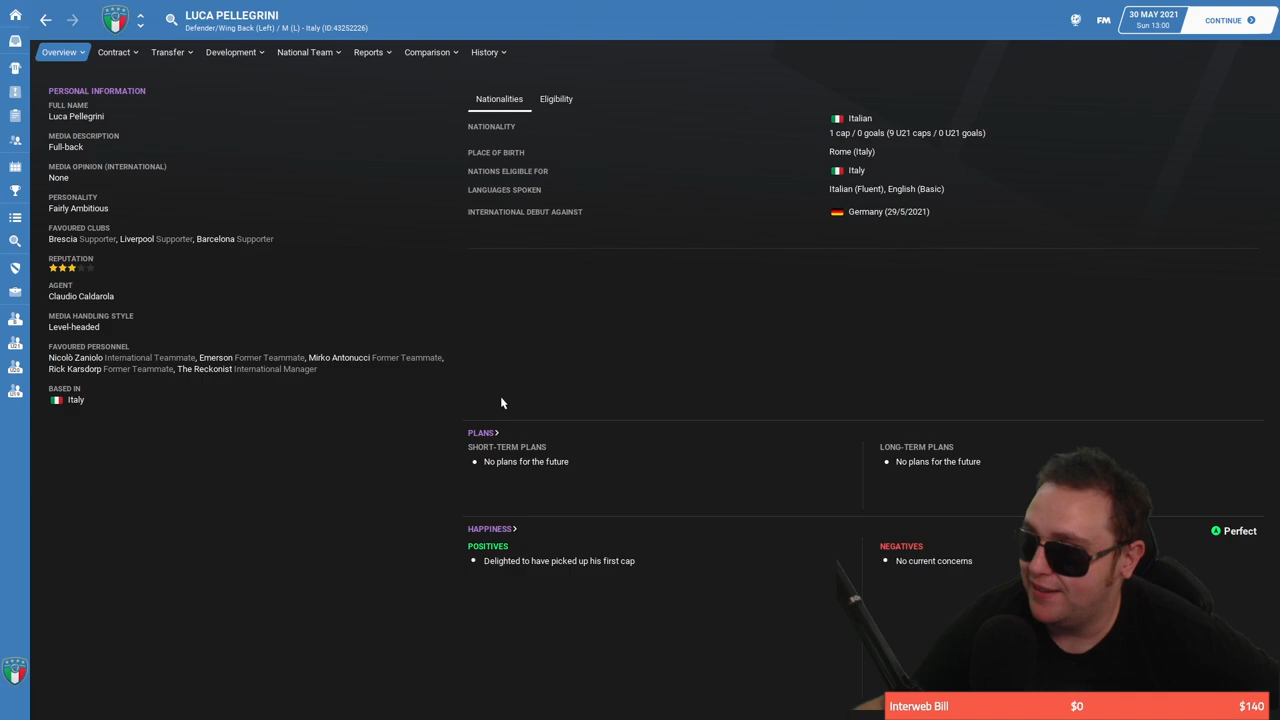 LUCA PELLEGRINI
Defender/Wing Back (Left) / M (L) - Italy (ID:43252226)
FM
30 MAY 2021
Sun 13:00
CONTINUE
Overview
Contract
Transfer
Development
National Team
Reports
Comparison
History
PERSONAL INFORMATION
FULL NAME
Luca Pellegrini
MEDIA DESCRIPTION
Full-back
MEDIA OPINION (INTERNATIONAL)
None
PERSONALITY
Fairly Ambitious
FAVOURED CLUBS
Brescia Supporter, Liverpool Supporter, Barcelona Supporter
REPUTATION
AGENT
Claudio Caldarola
MEDIA HANDLING STYLE
Level-headed
FAVOURED PERSONNEL
Nicolò Zaniolo International Teammate, Emerson Former Teammate, Mirko Antonucci Former Teammate,
Rick Karsdorp Former Teammate, The Reckonist International Manager
BASED IN
Italy
Nationalities
Eligibility
NATIONALITY
Italian
1 cap / 0 goals (9 U21 caps / 0 U21 goals)
PLACE OF BIRTH
Rome (Italy)
NATIONS ELIGIBLE FOR
Italy
LANGUAGES SPOKEN
Italian (Fluent), English (Basic)
INTERNATIONAL DEBUT AGAINST
Germany (29/5/2021)
PLANS
SHORT-TERM PLANS
No plans for the future
LONG-TERM PLANS
No plans for the future
HAPPINESS
Perfect
POSITIVES
Delighted to have picked up his first cap
NEGATIVES
No current concerns
Interweb Bill
$0
$140